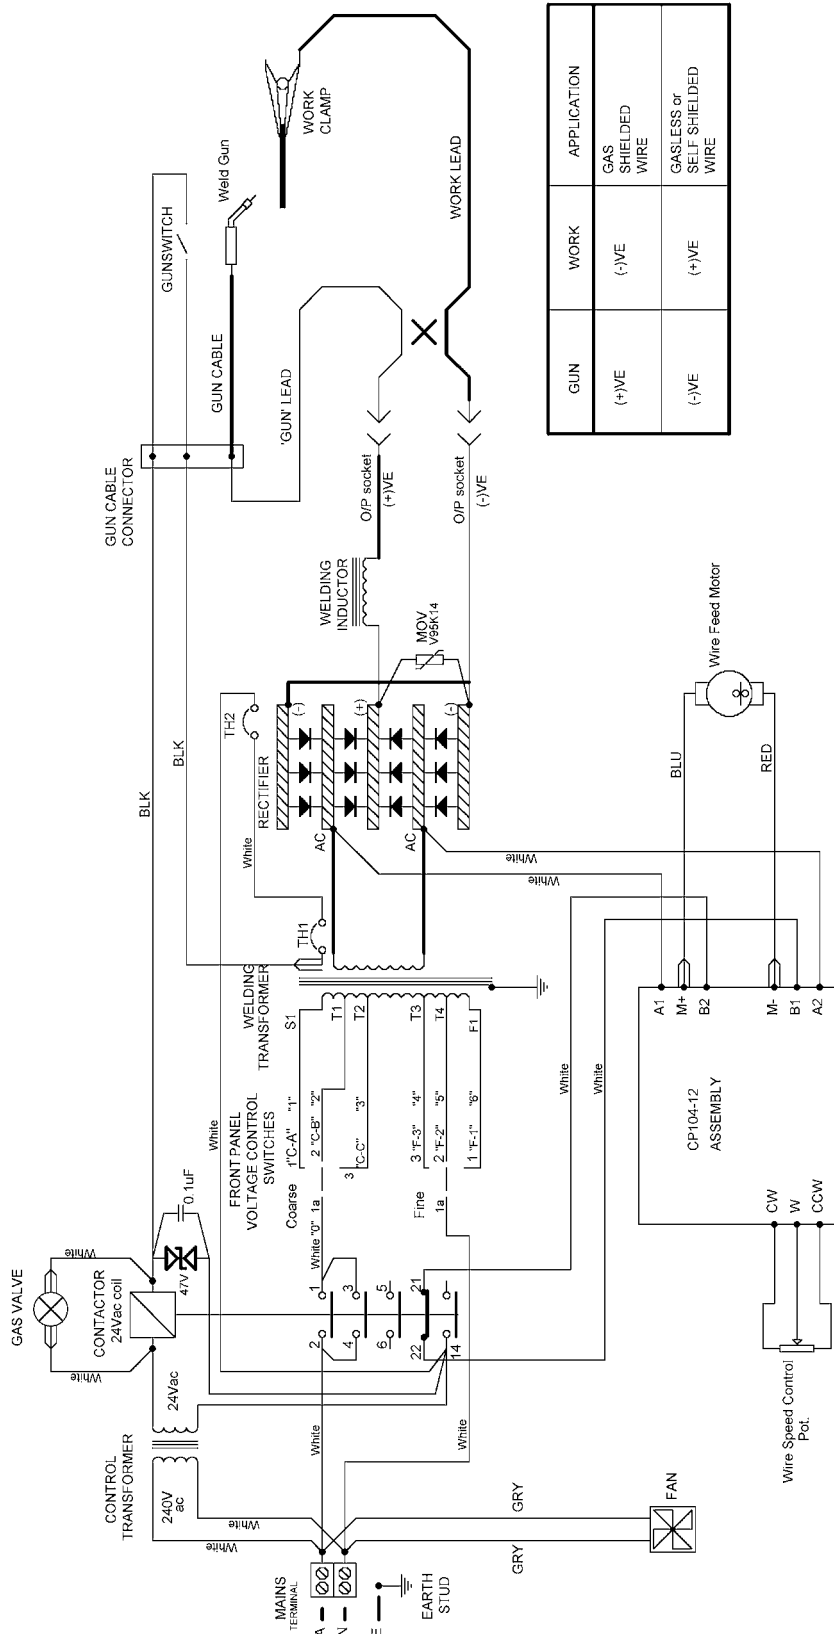 GAS VALVE
White
White
CONTACTOR
24Vac coil
47V
0.1uF
24Vac
CONTROL
TRANSFORMER
240V
ac
White
White
MAINS
TERMINAL
A
N
E
EARTH
STUD
GRY
GRY
FAN
White
White
White
2
1
4
3
6
5
22
21
14
White "0"
Coarse
1a
Fine
1a
FRONT PANEL
VOLTAGE CONTROL
SWITCHES
1 "C-A" "1"
2 "C-B" "2"
3 "C-C" "3"
3 "F-3" "4"
2 "F-2" "5"
1 "F-1" "6"
S1
T1
T2
T3
T4
F1
WELDING
TRANSFORMER
TH1
White
TH2
RECTIFIER
AC
AC
(-)
(+)
(-)
BLK
BLK
MOV
V95K14
WELDING
INDUCTOR
O/P socket
(+)VE
O/P socket
(-)VE
GUN CABLE
CONNECTOR
GUNSWITCH
GUN CABLE
'GUN' LEAD
Weld Gun
WORK
CLAMP
WORK LEAD
White
White
White
White
A1
M+
B2
M-
B1
A2
CP104-12
ASSEMBLY
CW
W
CCW
Wire Speed Control
Pot.
BLU
RED
Wire Feed Motor
GUN
WORK
APPLICATION
(+)VE
(-)VE
GAS
SHIELDED
WIRE
(-)VE
(+)VE
GASLESS or
SELF SHIELDED
WIRE